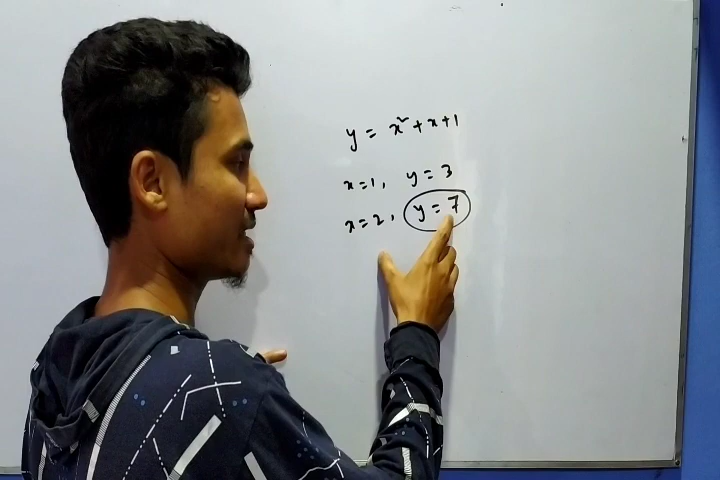 y = x² + x + 1
x = 1, y = 3
x = 2, y = 7